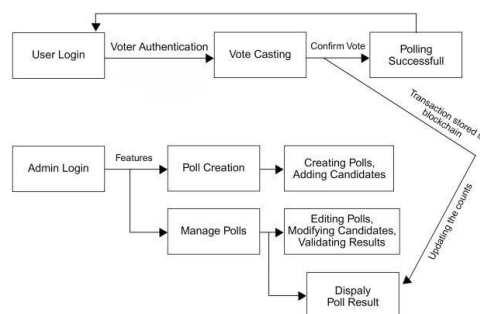 User Login
Voter Authentication
Vote Casting
Confirm Vote
Polling
Successfull
Transaction stored i
blockchain
Updating the counts
Admin Login
Features
Poll Creation
Creating Polls,
Adding Candidates
Manage Polls
Editing Polls,
Modifying Candidates,
Validating Results
Dispaly
Poll Result